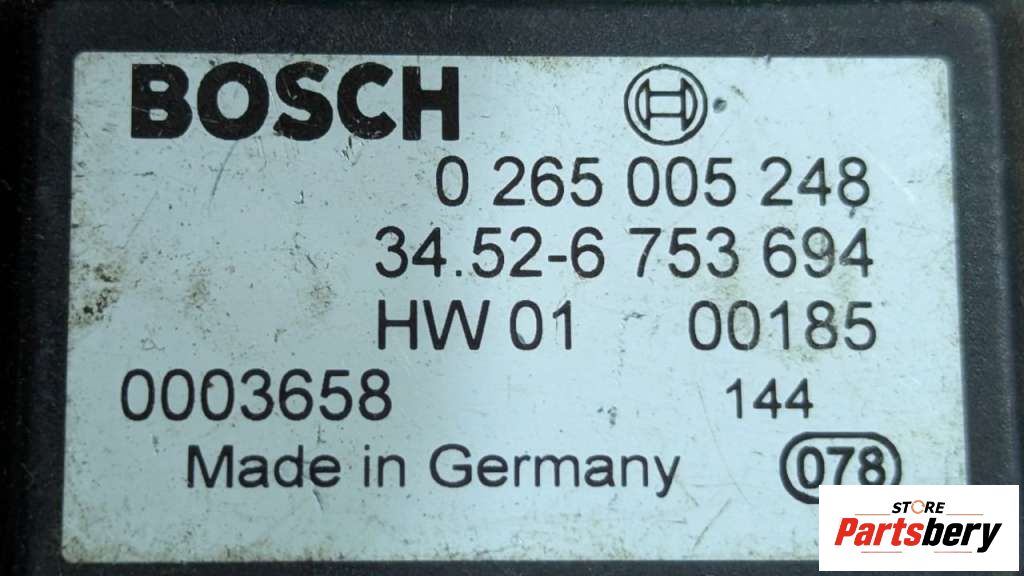 BOSCH
0 265 005 248
34.52-6 753 694
HW 01 00185
0003658 144
Made in Germany 078
STORE
Partsbery